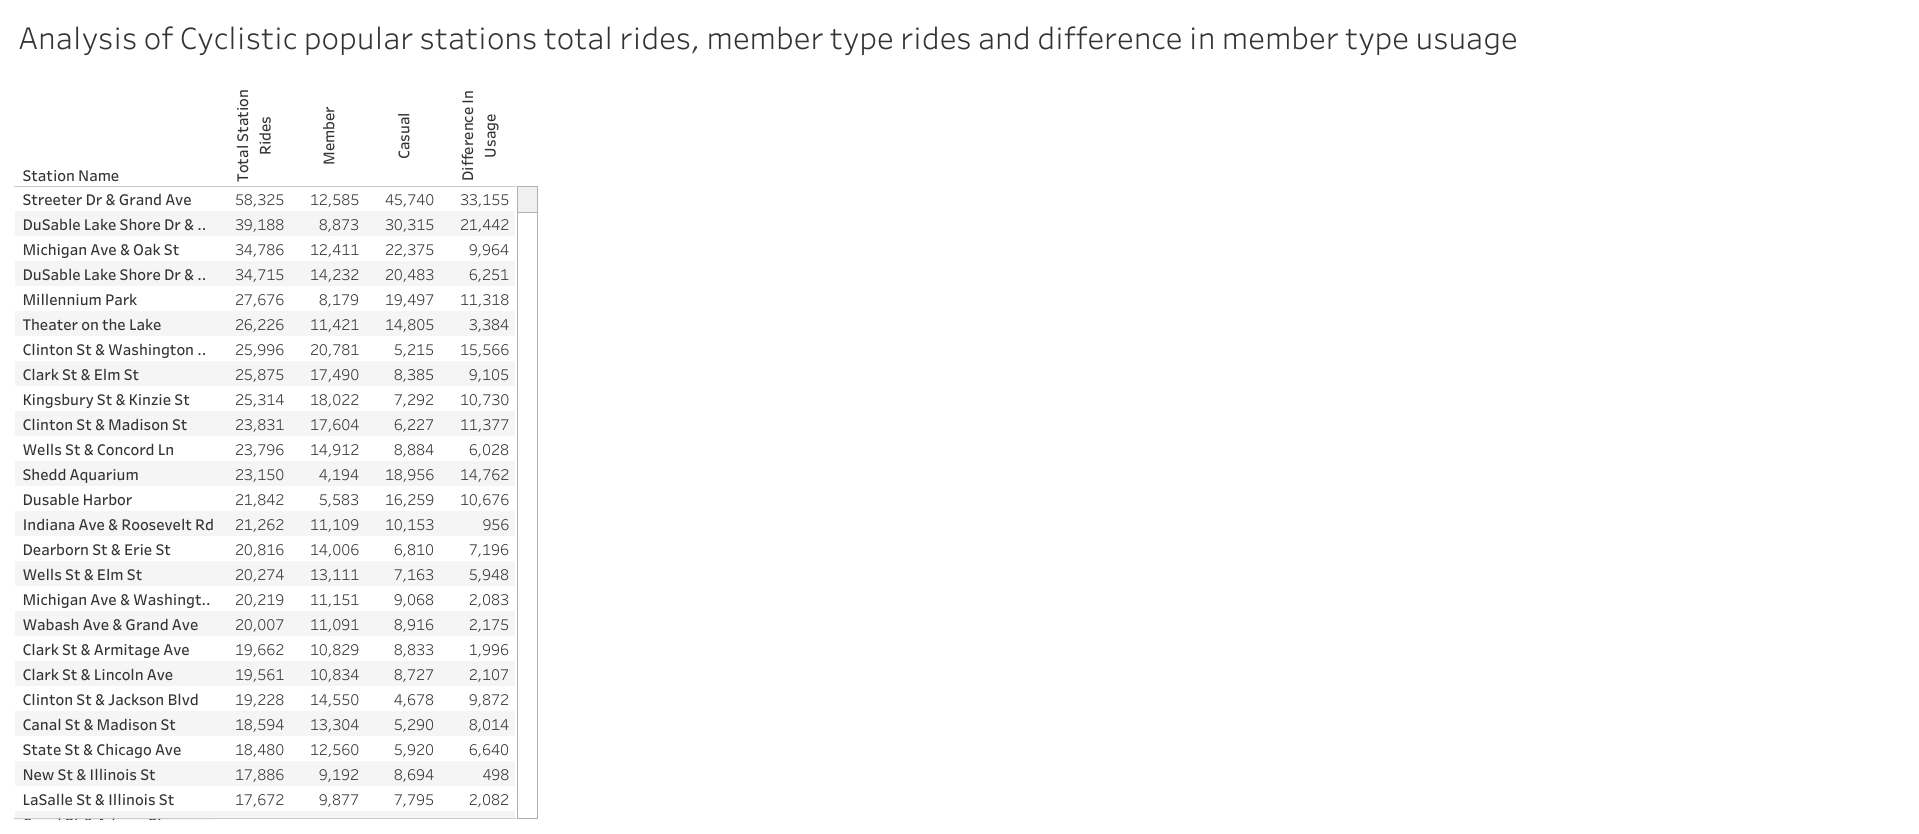 Analysis of Cyclistic popular stations total rides, member type rides and difference in member type usuage
Station Name Total Station Rides Member Casual Difference In Usage
Streeter Dr & Grand Ave 58,325 12,585 45,740 33,155
DuSable Lake Shore Dr & .. 39,188 8,873 30,315 21,442
Michigan Ave & Oak St 34,786 12,411 22,375 9,964
DuSable Lake Shore Dr & .. 34,715 14,232 20,483 6,251
Millennium Park 27,676 8,179 19,497 11,318
Theater on the Lake 26,226 11,421 14,805 3,384
Clinton St & Washington .. 25,996 20,781 5,215 15,566
Clark St & Elm St 25,875 17,490 8,385 9,105
Kingsbury St & Kinzie St 25,314 18,022 7,292 10,730
Clinton St & Madison St 23,831 17,604 6,227 11,377
Wells St & Concord Ln 23,796 14,912 8,884 6,028
Shedd Aquarium 23,150 4,194 18,956 14,762
Dusable Harbor 21,842 5,583 16,259 10,676
Indiana Ave & Roosevelt Rd 21,262 11,109 10,153 956
Dearborn St & Erie St 20,816 14,006 6,810 7,196
Wells St & Elm St 20,274 13,111 7,163 5,948
Michigan Ave & Washingt.. 20,219 11,151 9,068 2,083
Wabash Ave & Grand Ave 20,007 11,091 8,916 2,175
Clark St & Armitage Ave 19,662 10,829 8,833 1,996
Clark St & Lincoln Ave 19,561 10,834 8,727 2,107
Clinton St & Jackson Blvd 19,228 14,550 4,678 9,872
Canal St & Madison St 18,594 13,304 5,290 8,014
State St & Chicago Ave 18,480 12,560 5,920 6,640
New St & Illinois St 17,886 9,192 8,694 498
LaSalle St & Illinois St 17,672 9,877 7,795 2,082